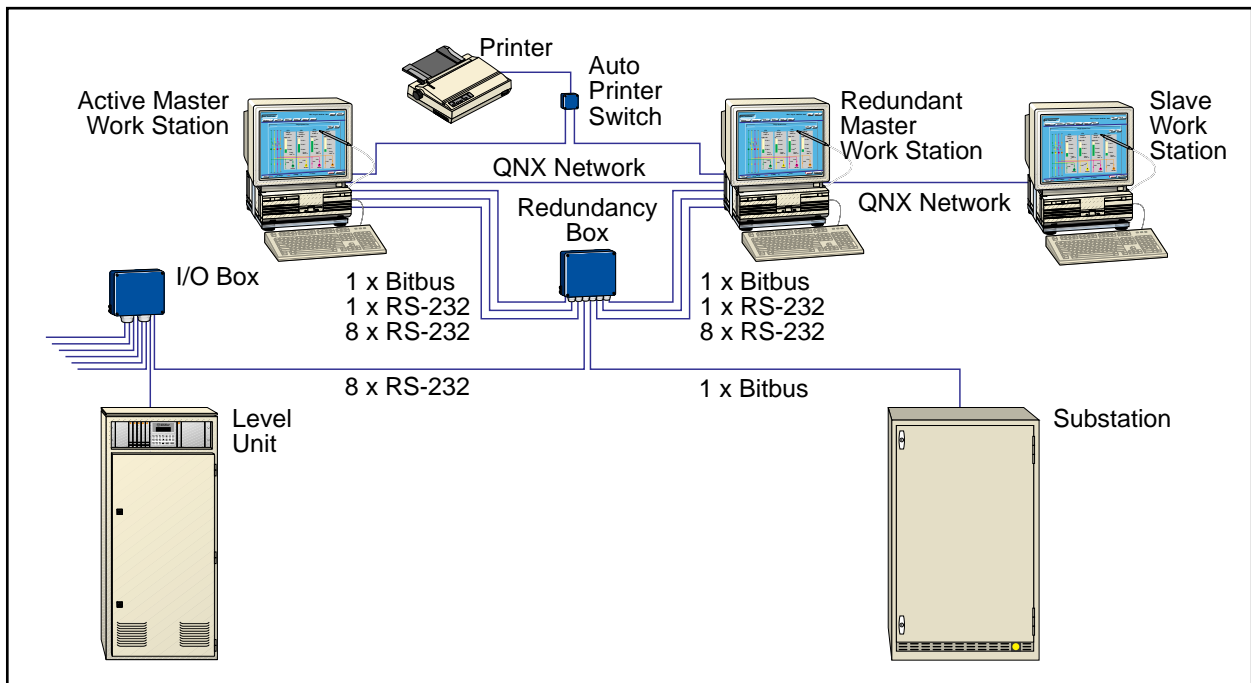 Printer
Auto
Printer
Switch
Active Master
Work Station
Redundant
Master
Work Station
Slave
Work
Station
QNX Network
QNX Network
Redundancy
Box
I/O Box
1 x Bitbus
1 x RS-232
8 x RS-232
1 x Bitbus
1 x RS-232
8 x RS-232
8 x RS-232
1 x Bitbus
Level
Unit
Substation